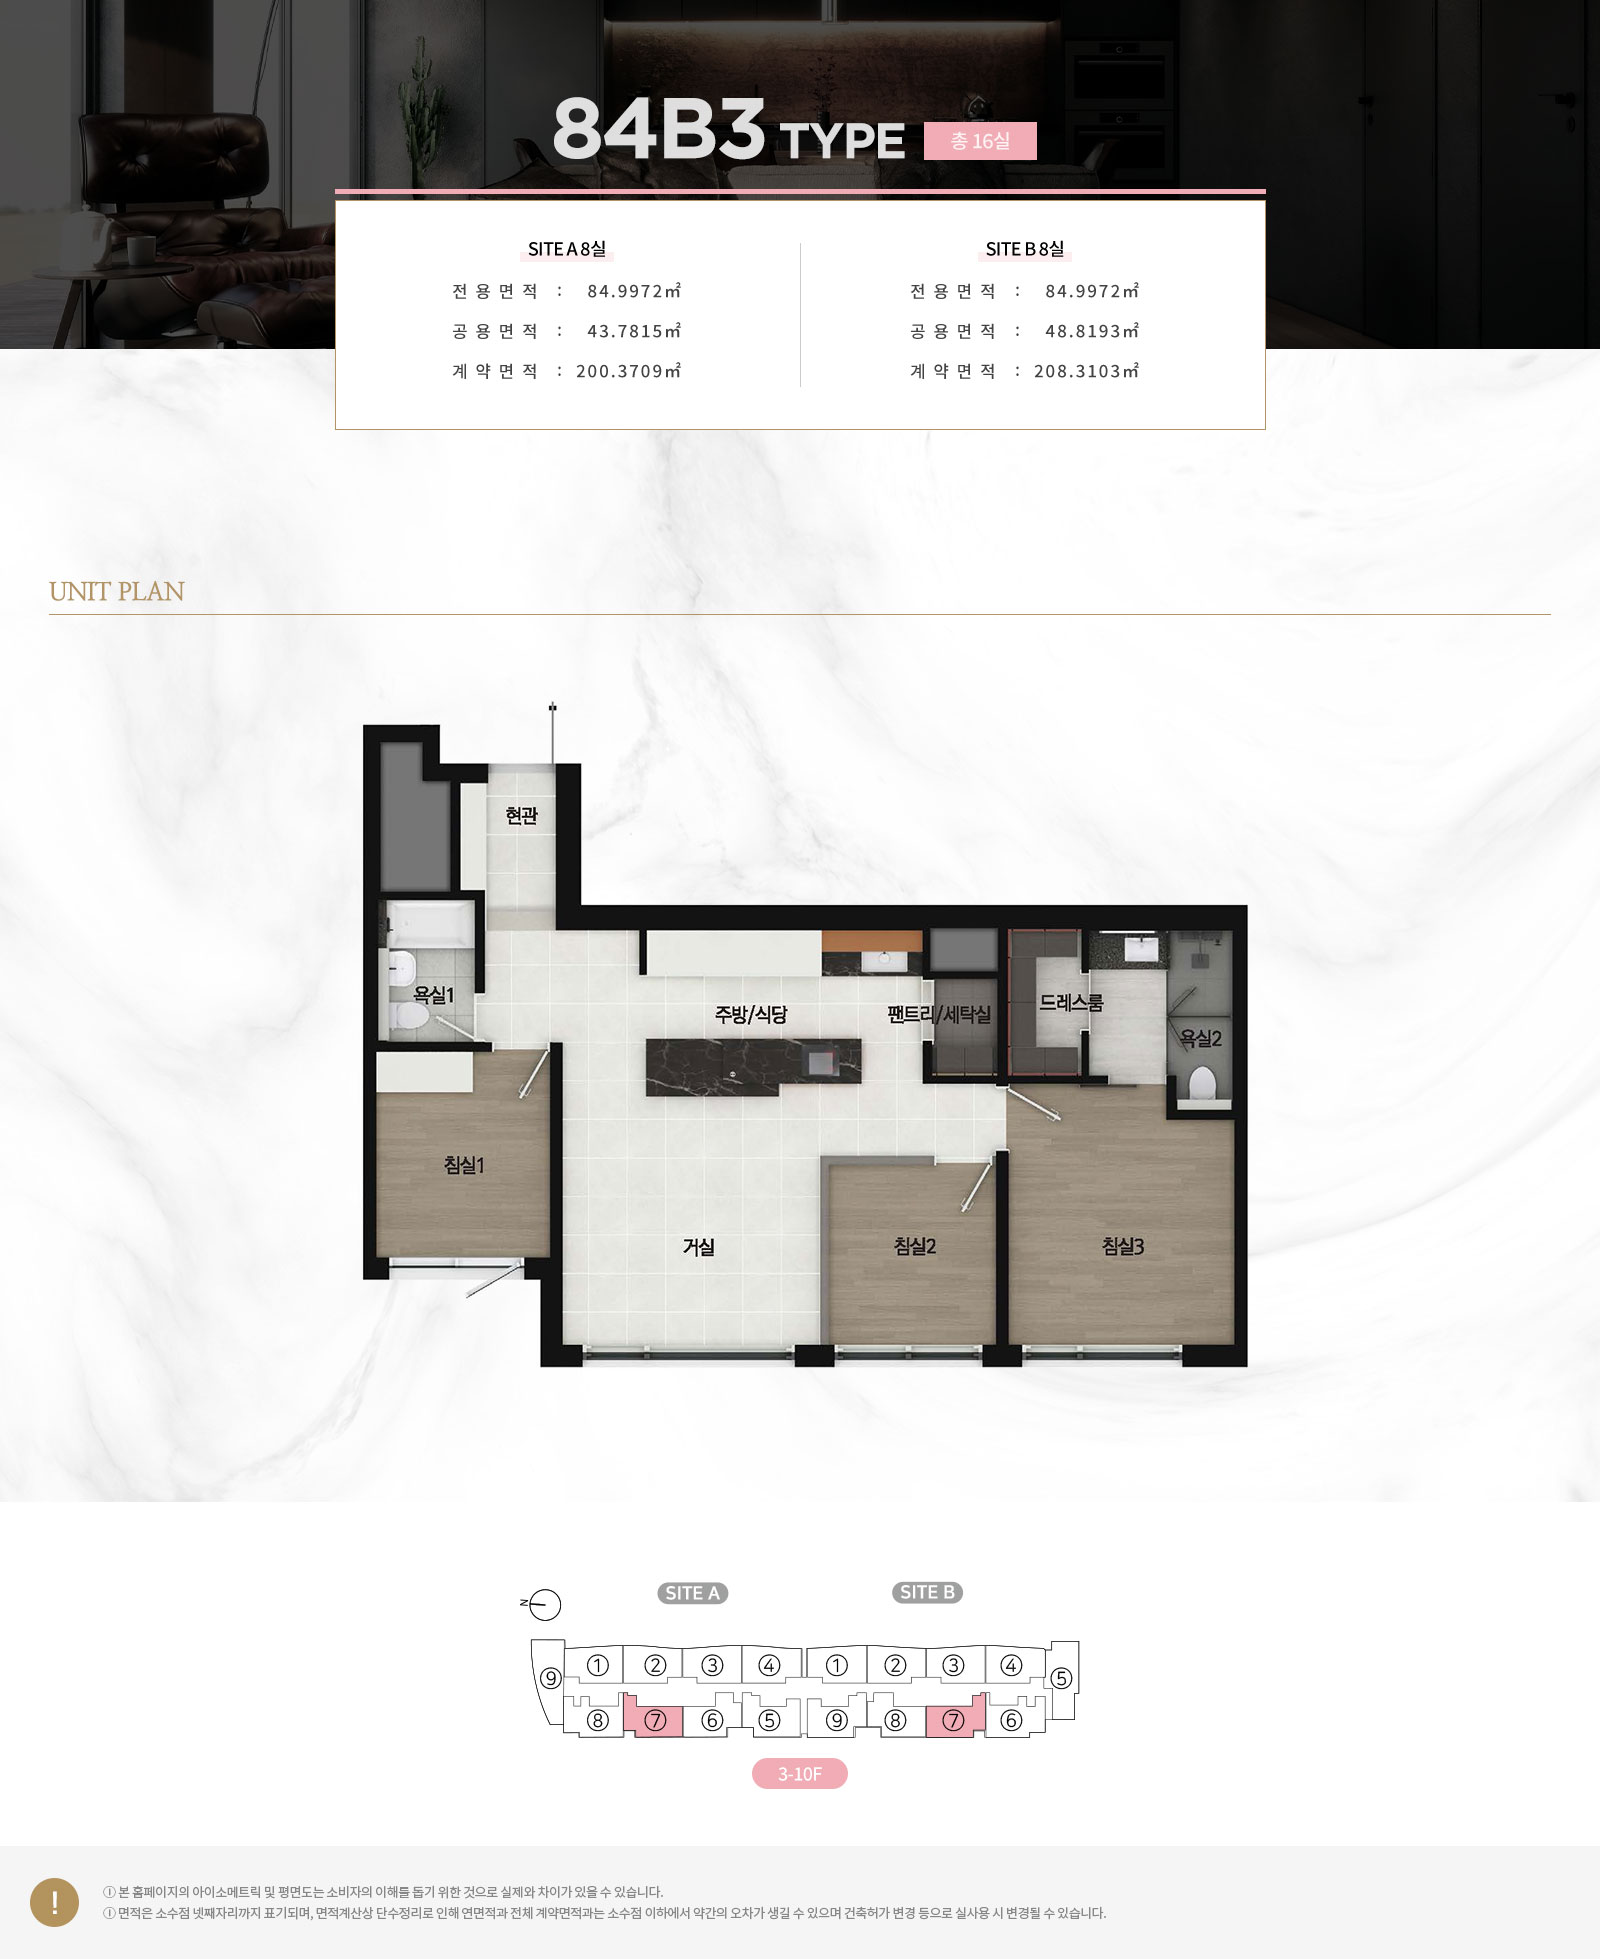 84B3 TYPE 총 16실
SITE A 8실
전용면적 : 84.9972㎡
공용면적 : 43.7815㎡
계약면적 : 200.3709㎡
SITE B 8실
전용면적 : 84.9972㎡
공용면적 : 48.8193㎡
계약면적 : 208.3103㎡
UNIT PLAN
현관
욕실1
주방/식당
팬트리/세탁실
드레스룸
욕실2
침실1
거실
침실2
침실3
SITE A
SITE B
N
① ② ③ ④ ① ② ③ ④
⑨ ⑤
⑧ ⑦ ⑥ ⑤ ⑨ ⑧ ⑦ ⑥
3-10F
! ① 본 홈페이지의 아이소메트릭 및 평면도는 소비자의 이해를 돕기 위한 것으로 실제와 차이가 있을 수 있습니다.
① 면적은 소수점 넷째자리까지 표기되며, 면적계산상 단수정리로 인해 연면적과 전체 계약면적과는 소수점 이하에서 약간의 오차가 생길 수 있으며 건축허가 변경 등으로 실사용 시 변경될 수 있습니다.